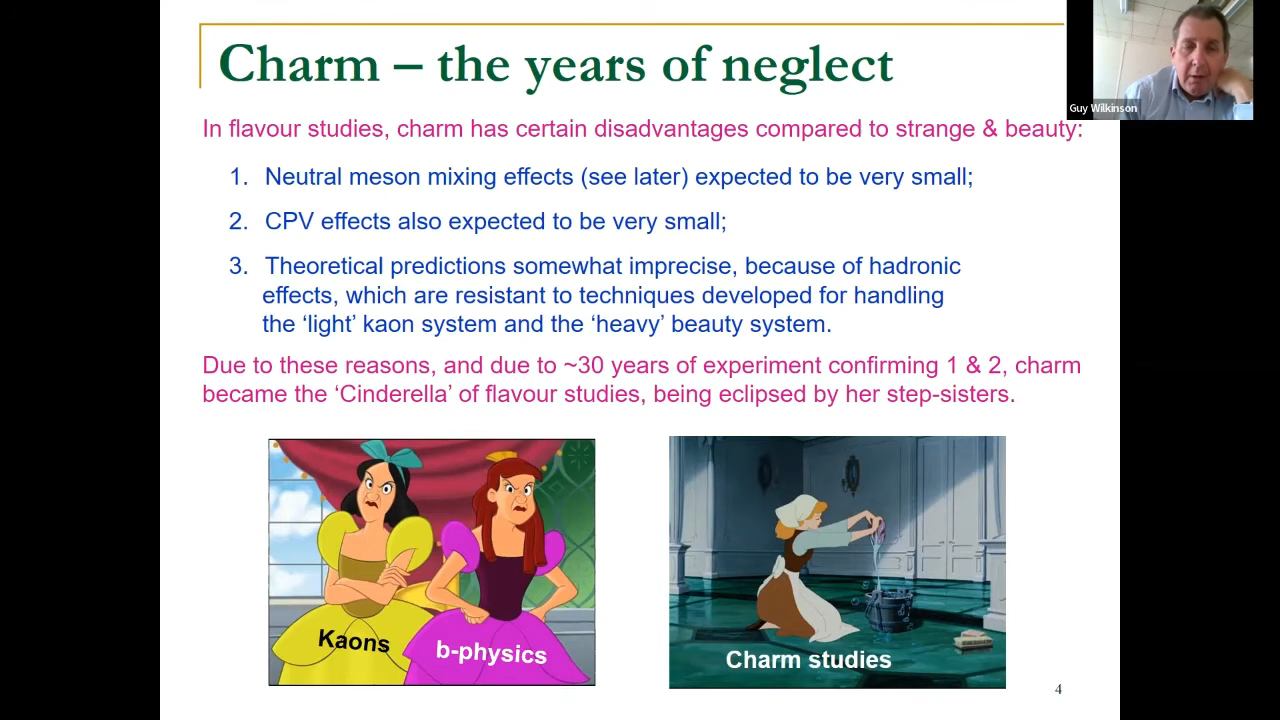 Charm – the years of neglect
Guy Wilkinson
In flavour studies, charm has certain disadvantages compared to strange & beauty:
1. Neutral meson mixing effects (see later) expected to be very small;
2. CPV effects also expected to be very small;
3. Theoretical predictions somewhat imprecise, because of hadronic
effects, which are resistant to techniques developed for handling
the ‘light’ kaon system and the ‘heavy’ beauty system.
Due to these reasons, and due to ~30 years of experiment confirming 1 & 2, charm
became the ‘Cinderella’ of flavour studies, being eclipsed by her step-sisters.
Kaons
b-physics
Charm studies
4